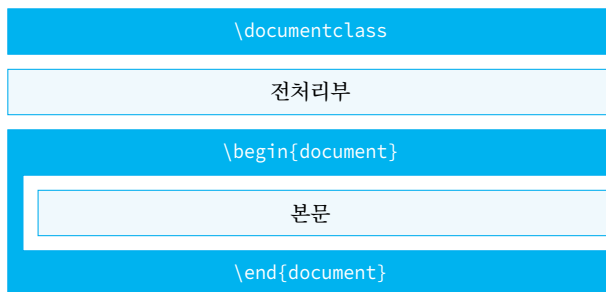 \documentclass
전처리부
\begin{document}
본문
\end{document}